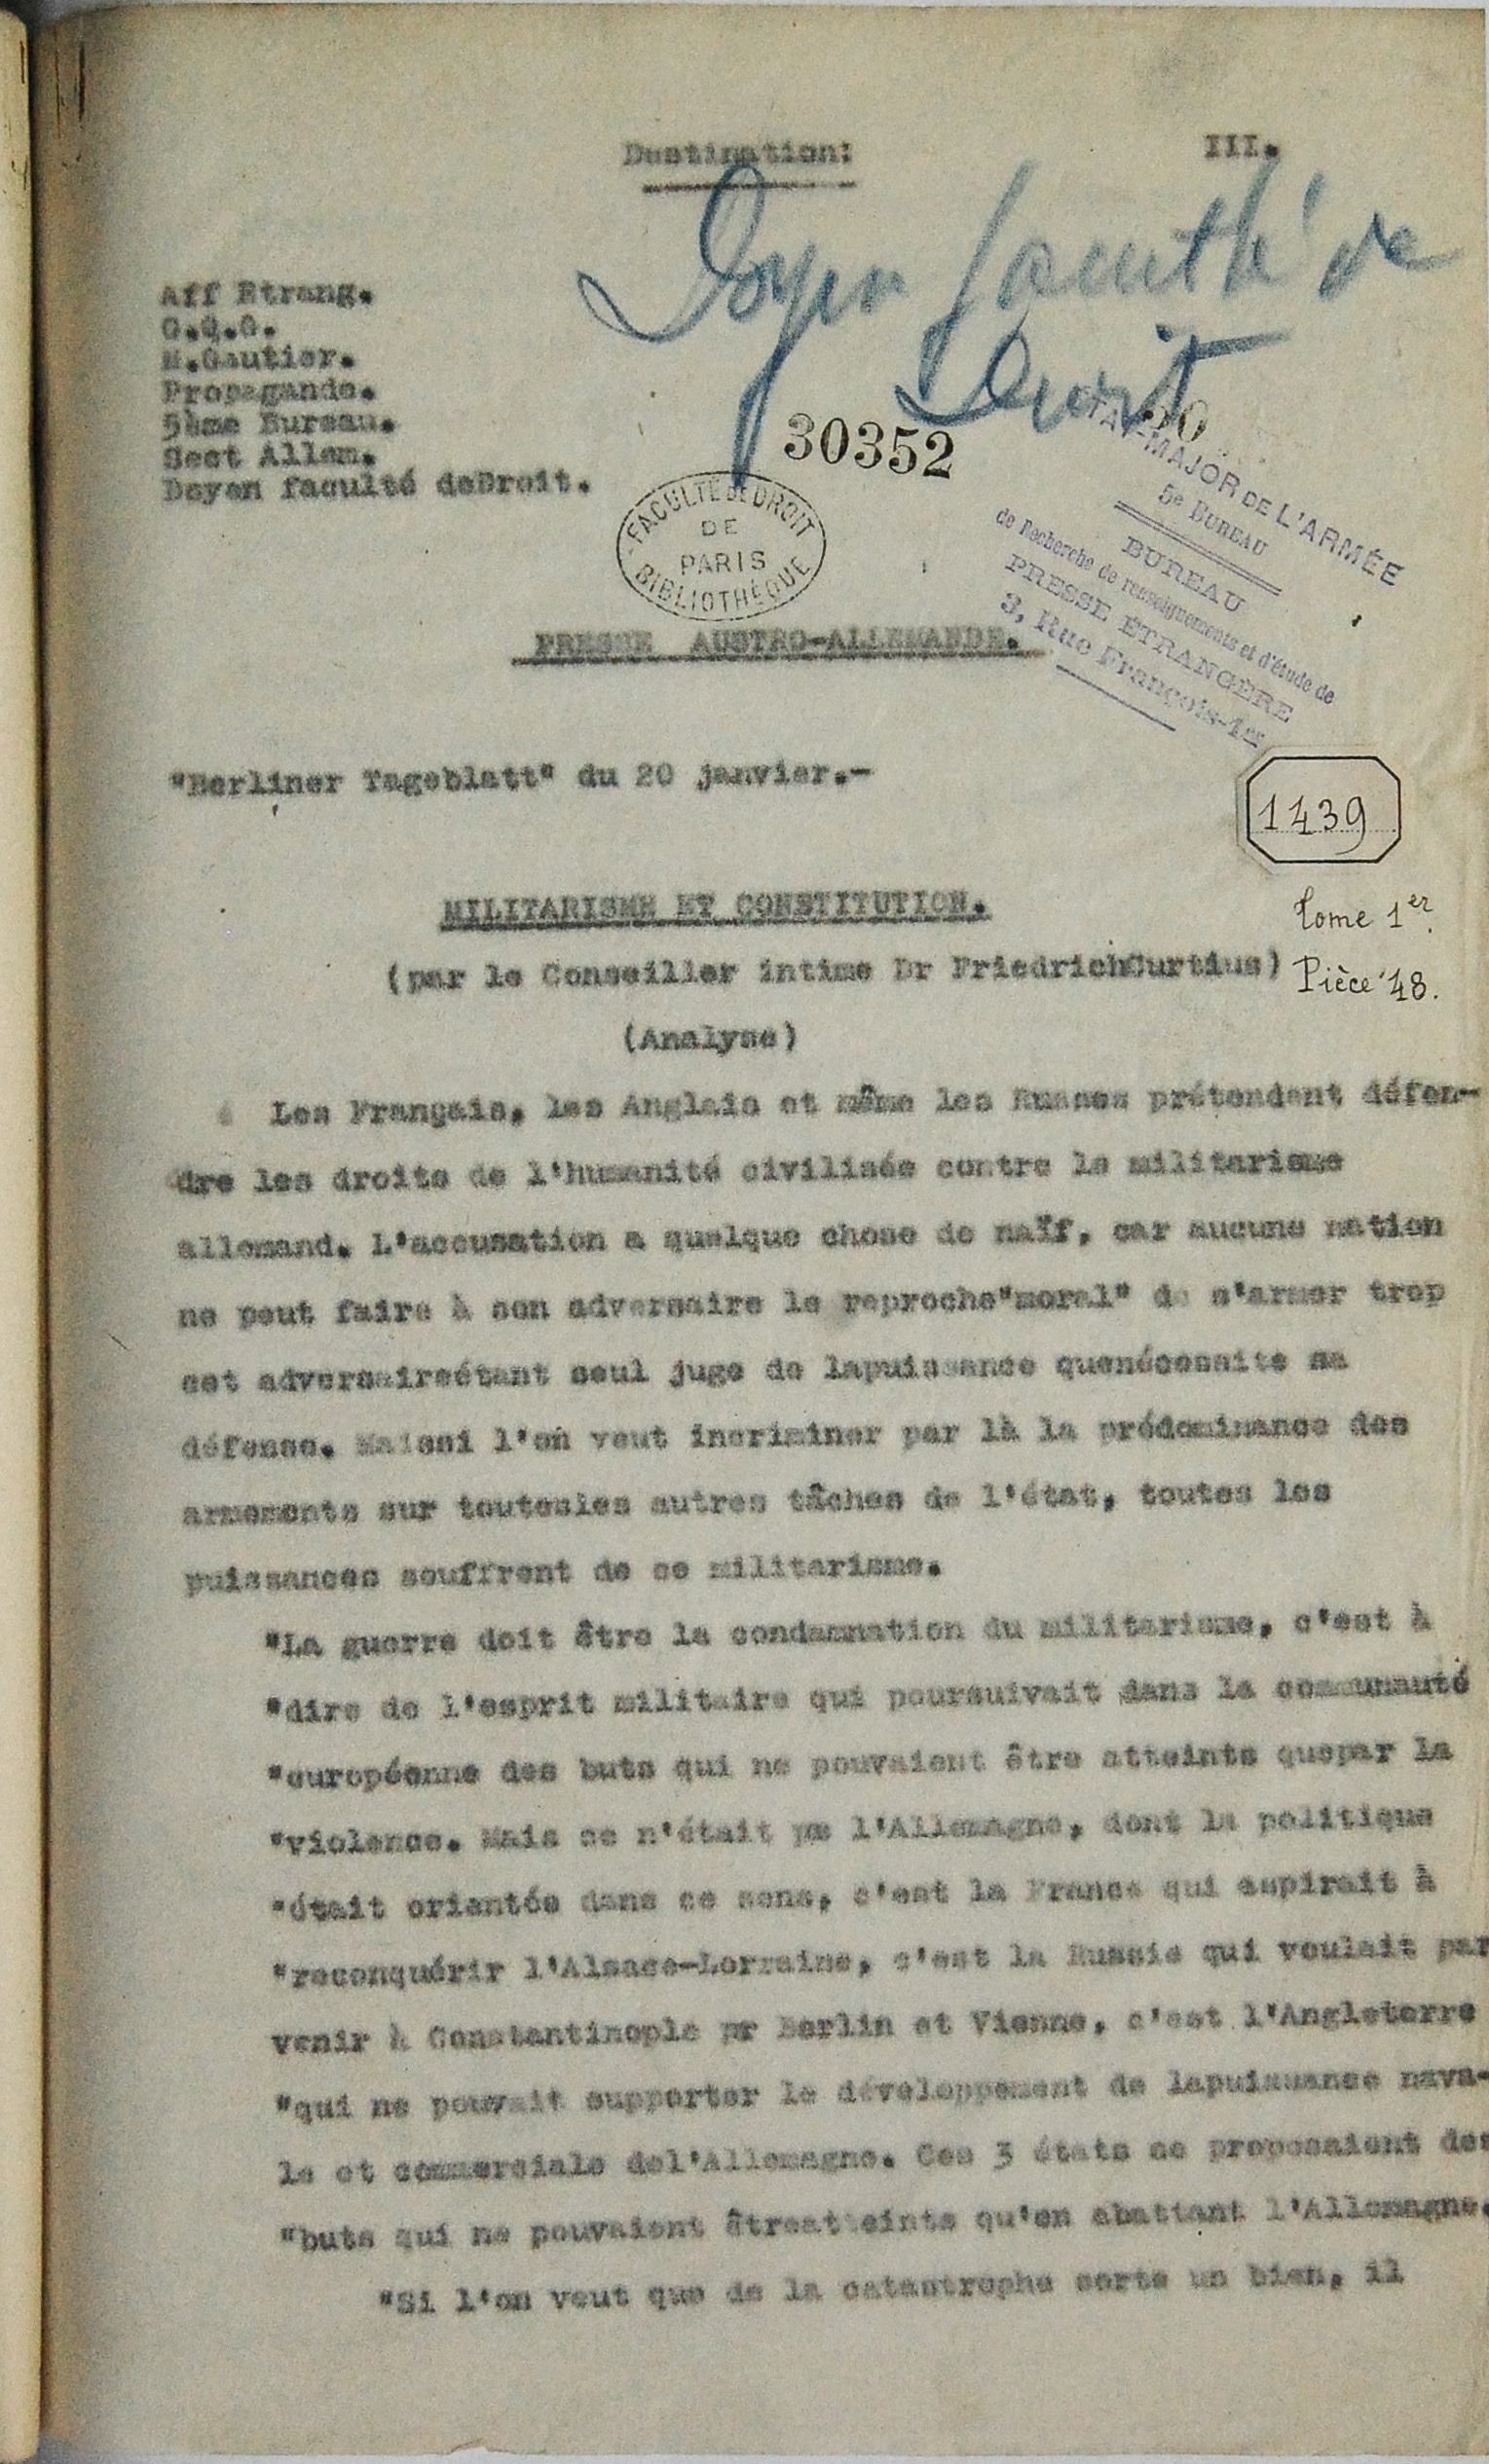 Destination:
III.
Doyen faculté de
Droit
Aff Etrang.
G.Q.G.
M.Gautier.
Propagande.
5ème Bureau.
Sect Allem.
Doyen faculté deDroit.
30352
FACULTÉ DE DROIT
DE
PARIS
BIBLIOTHÈQUE
ÉTAT-MAJOR DE L'ARMÉE
5e BUREAU
BUREAU
de Recherche de renseignements et d'étude de
PRESSE ÉTRANGÈRE
3, Rue François-1er
PRESSE AUSTRO-ALLEMANDE.
"Berliner Tageblatt" du 20 janvier.-
1439
MILITARISME ET CONSTITUTION.
Tome 1er.
(par le Conseiller intime Dr FriedrichCurtius)
Pièce 48.
(Analyse)
Les Français, les Anglais et même les Russes prétendent défen-
dre les droits de l'humanité civilisée contre le militarisme
allemand. L'accusation a quelque chose de naïf, car aucune nation
ne peut faire à son adversaire le reproche"moral" de s'armer trop
cet adversaireétant seul juge de lapuissance quenécessite sa
défense. Maissi l'on veut incriminer par là la prédominance des
armements sur toutesles autres tâches de l'état, toutes les
puissances souffrent de ce militarisme.
"La guerre doit être la condamnation du militarisme, c'est à
"dire de l'esprit militaire qui poursuivait dans la communauté
"européenne des buts qui ne pouvaient être atteints quepar la
"violence. Mais ce n'était pas l'Allemagne, dont la politique
"était orientée dans ce sens, c'est la France qui aspirait à
"reconquérir l'Alsace-Lorraine, c'est la Russie qui voulait par
venir à Constantinople pr Berlin et Vienne, c'est l'Angleterre
"qui ne pouvait supporter le développement de lapuissance nava-
le et commerciale del'Allemagne. Ces 3 états se proposaient des
"buts qui ne pouvaient êtreatteints qu'en abattant l'Allemagne.
"Si l'on veut que de la catastrophe sorte un bien, il